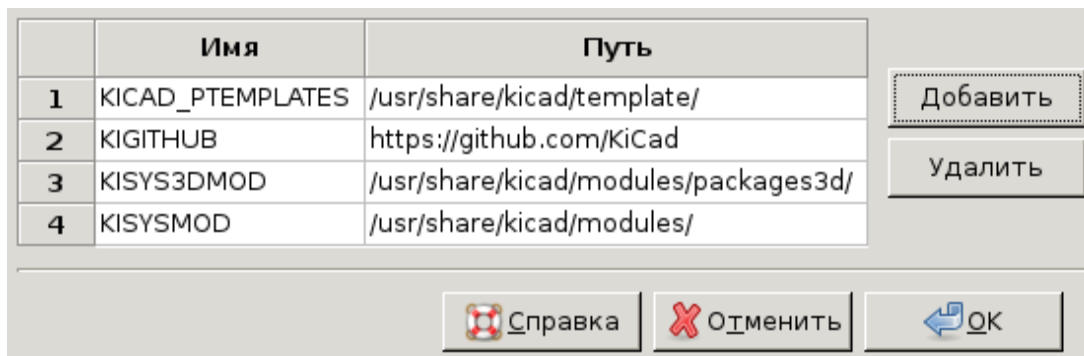 Имя Путь
1 KICAD_PTEMPLATES /usr/share/kicad/template/
2 KIGITHUB https://github.com/KiCad
3 KISYS3DMOD /usr/share/kicad/modules/packages3d/
4 KISYSMOD /usr/share/kicad/modules/
Добавить
Удалить
Справка Отменить OK